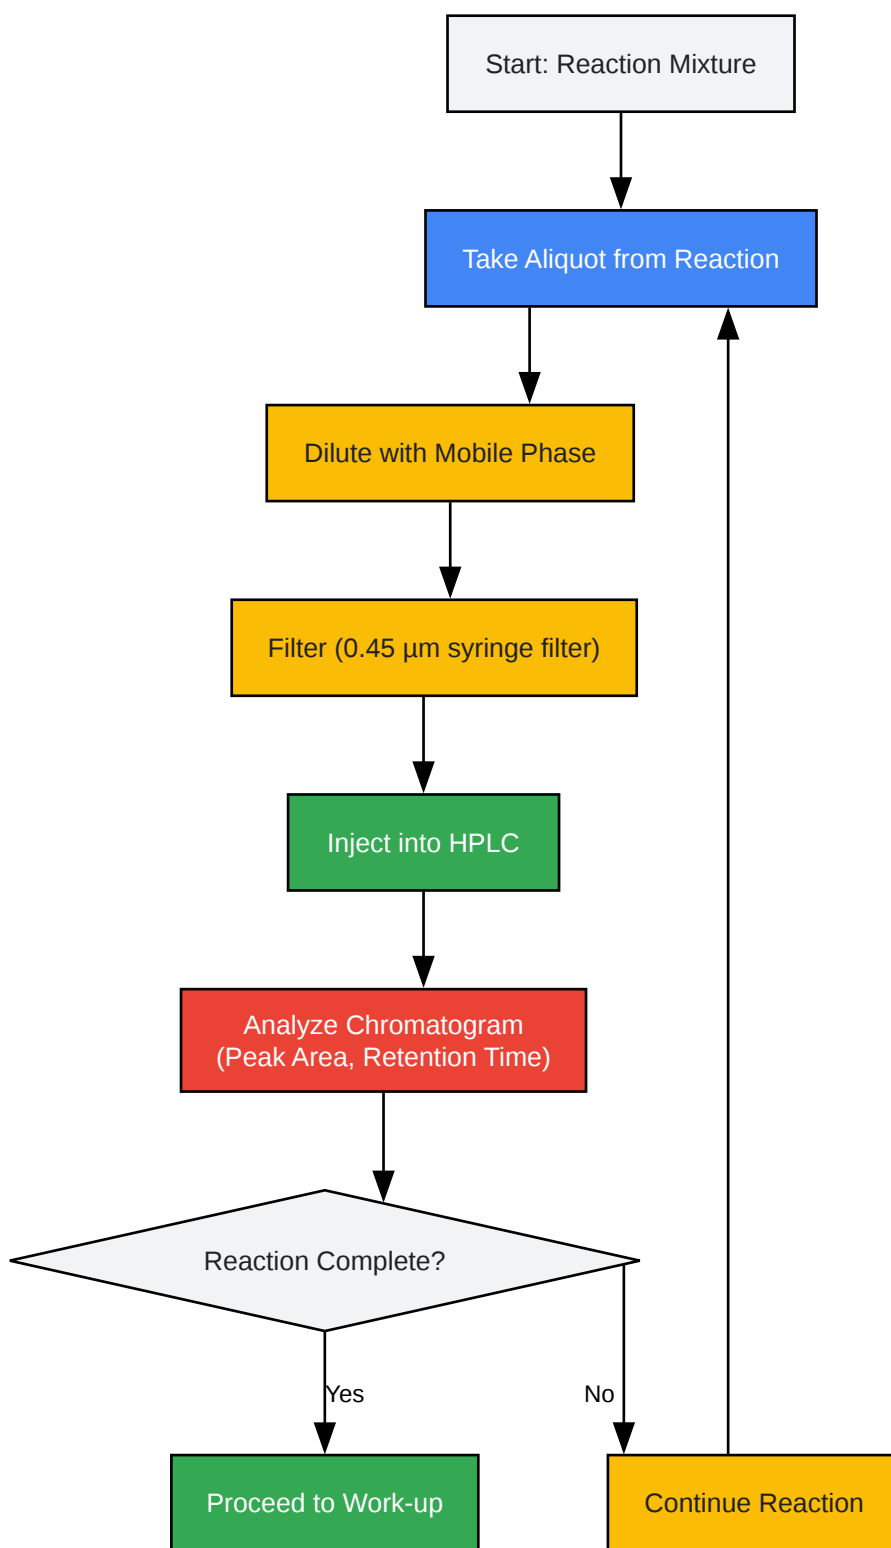 Start: Reaction Mixture
Take Aliquot from Reaction
Dilute with Mobile Phase
Filter (0.45 µm syringe filter)
Inject into HPLC
Analyze Chromatogram
(Peak Area, Retention Time)
Reaction Complete?
Yes
No
Proceed to Work-up
Continue Reaction